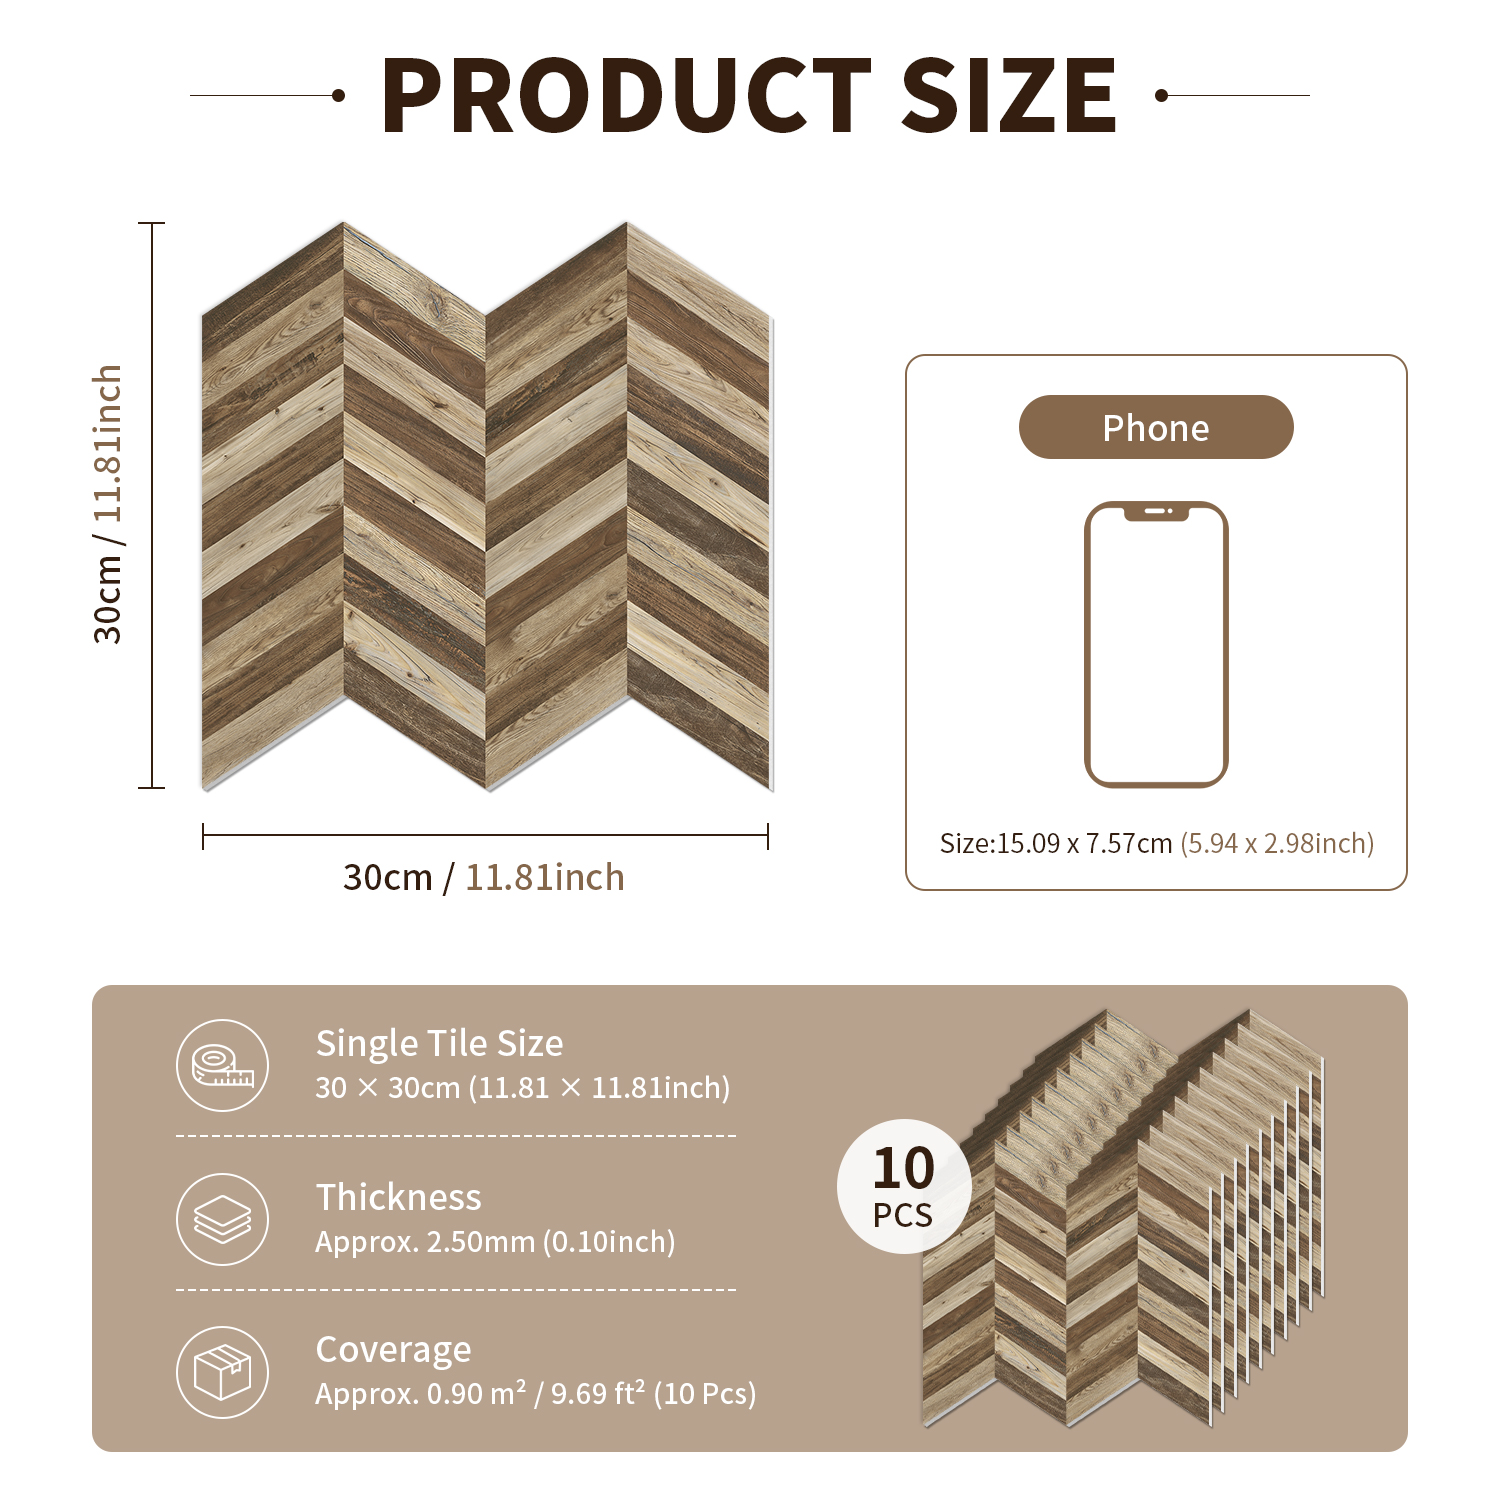 PRODUCT SIZE
30cm / 11.81inch
30cm / 11.81inch
Phone
Size:15.09 x 7.57cm (5.94 x 2.98inch)
Single Tile Size
30 × 30cm (11.81 × 11.81inch)
Thickness
Approx. 2.50mm (0.10inch)
Coverage
Approx. 0.90 m² / 9.69 ft² (10 Pcs)
10
PCS